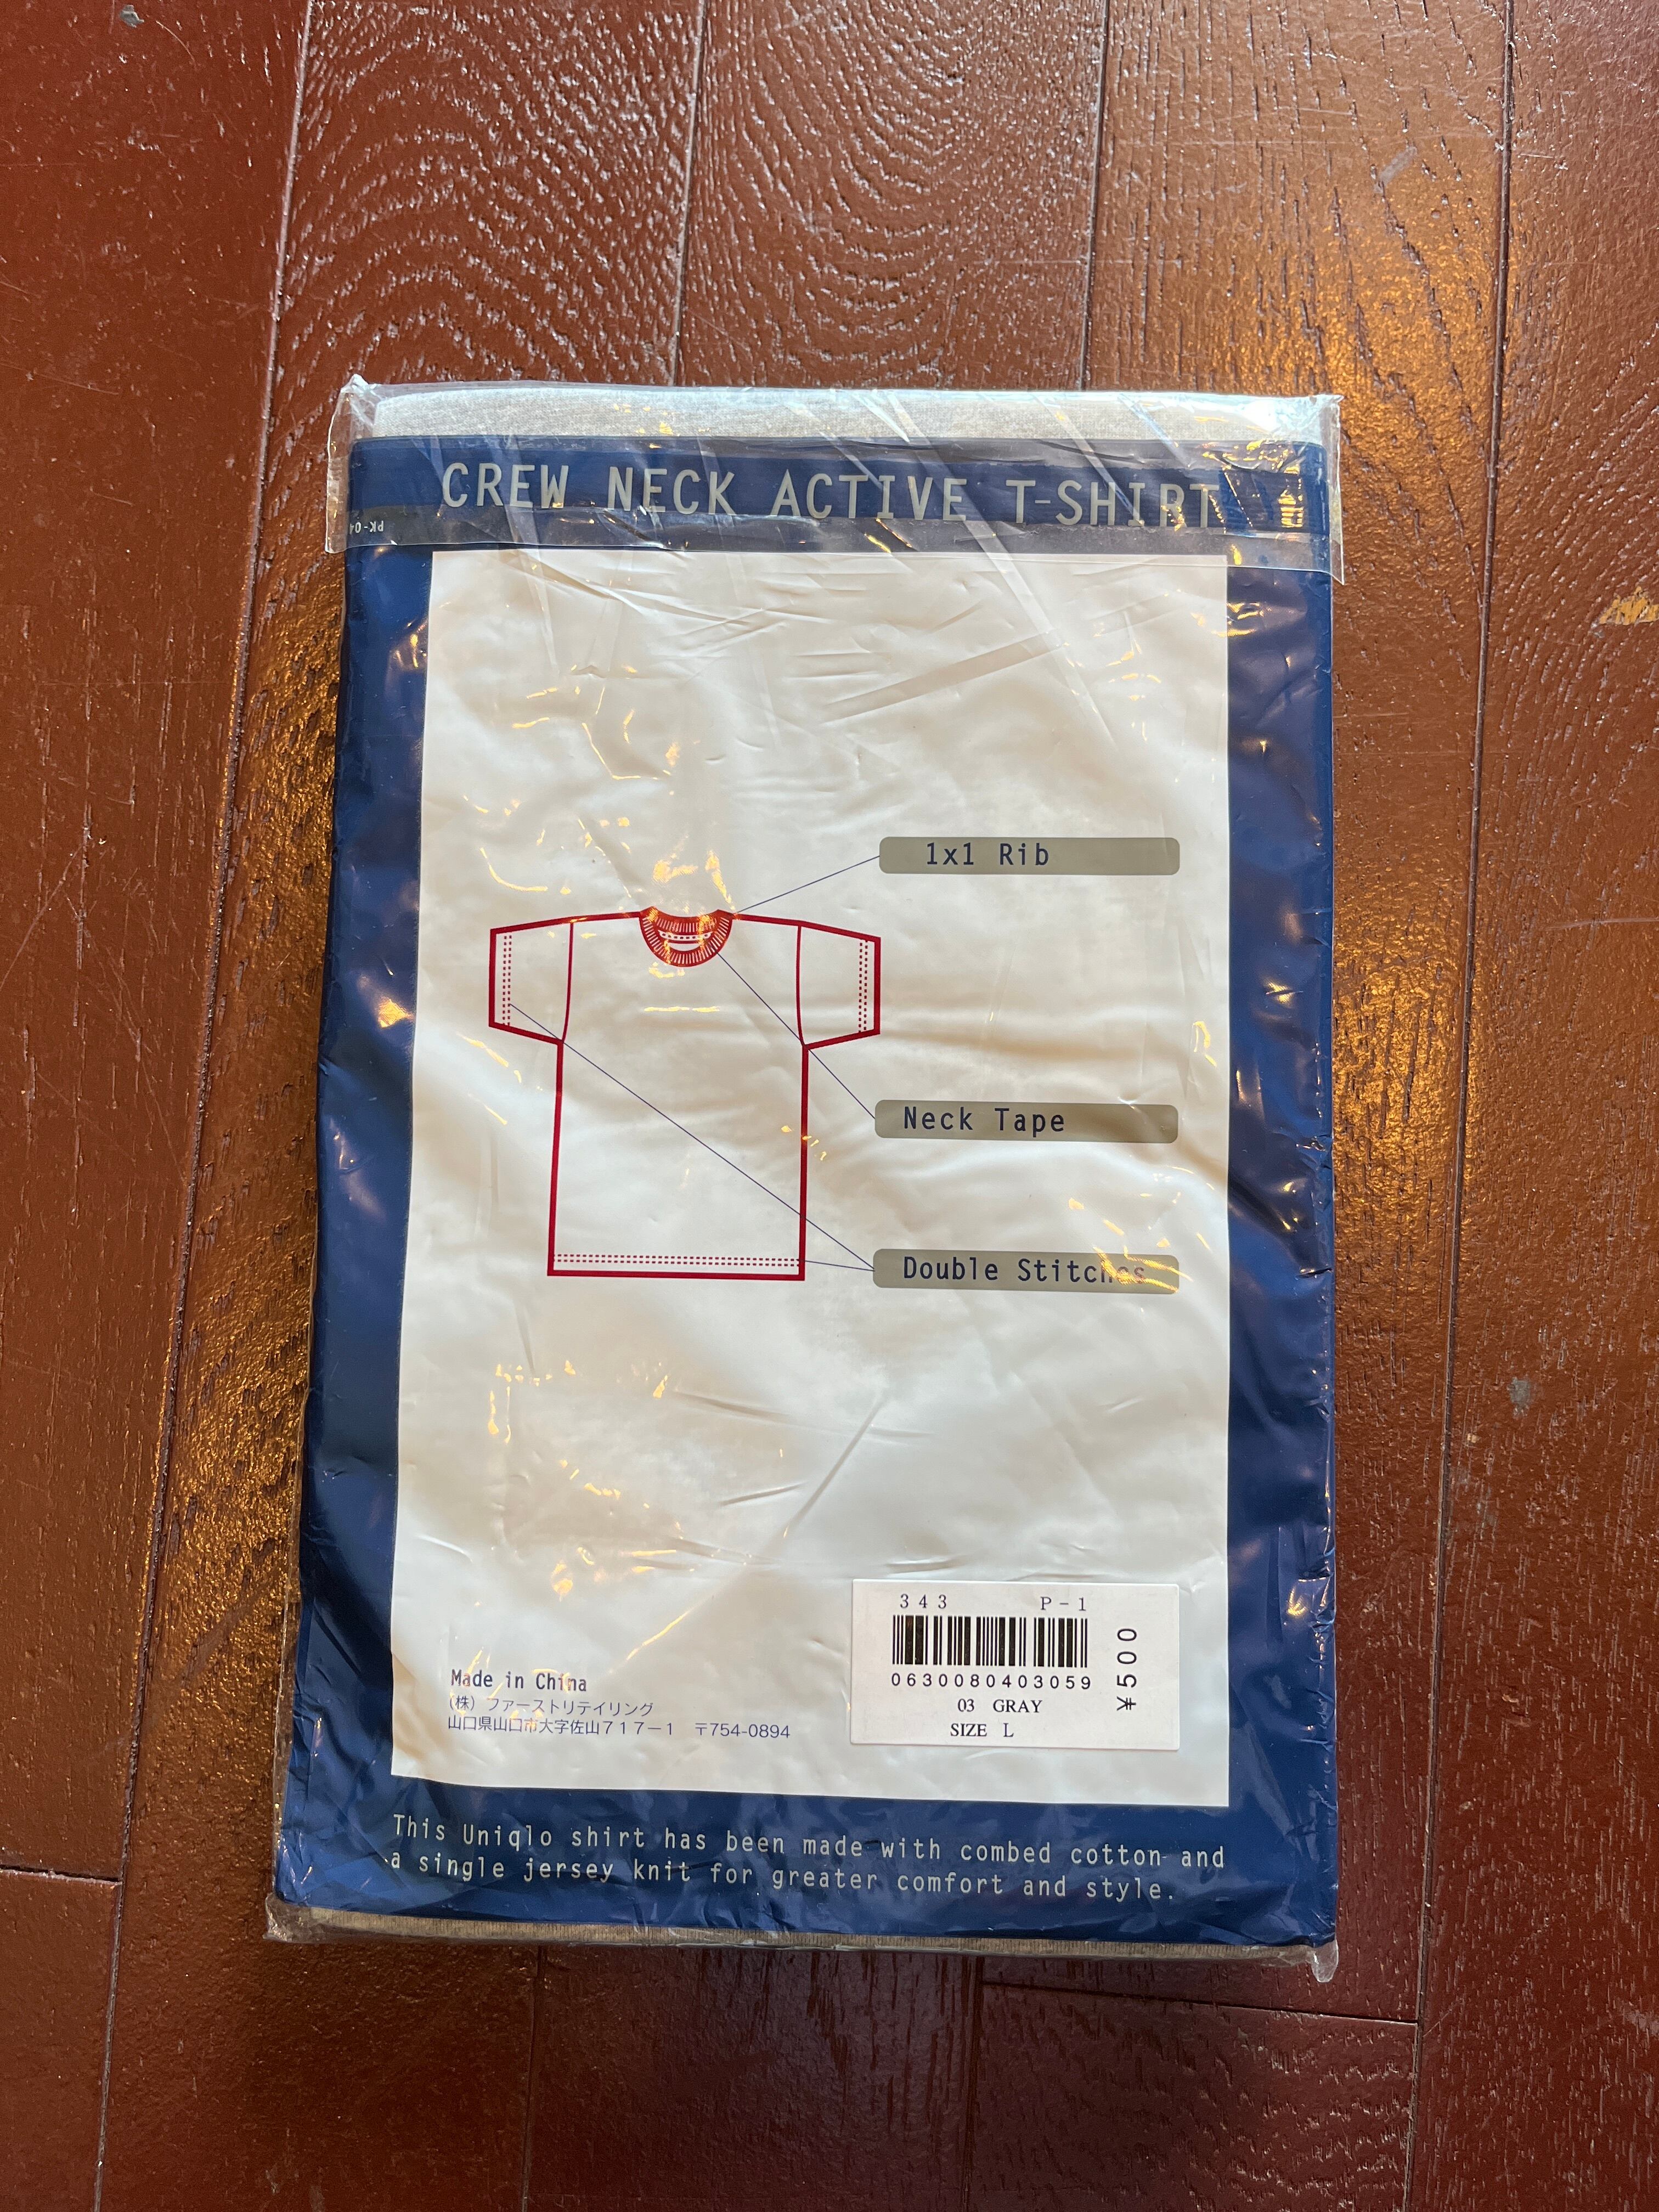 CREW NECK ACTIVE T-SHIRT
1x1 Rib
Neck Tape
Double Stitches
343 P-1
0630080403059
03 GRAY
SIZE L
¥500
Made in China
(株) ファーストリテイリング
山口県山口市大字佐山717-1 〒754-0894
This Uniqlo shirt has been made with combed cotton and
a single jersey knit for greater comfort and style.